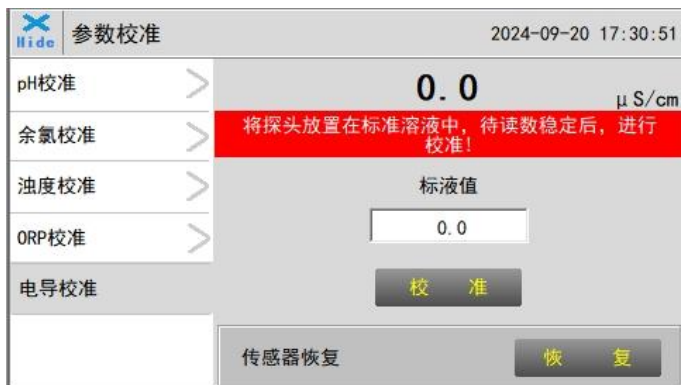 Hide
参数校准
2024-09-20 17:30:51
pH校准
余氯校准
浊度校准
ORP校准
电导校准
0.0
μS/cm
将探头放置在标准溶液中，待读数稳定后，进行
校准！
标液值
0.0
校 准
传感器恢复
恢 复